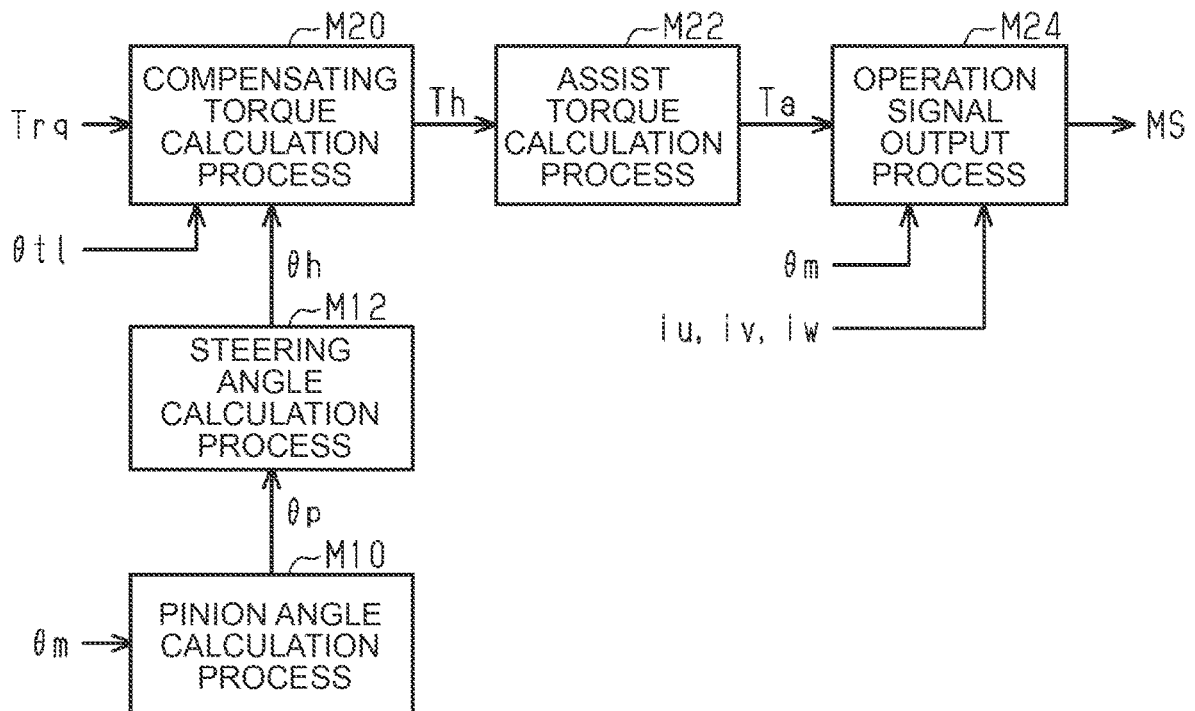 M20
M22
M24
COMPENSATING
TORQUE
CALCULATION
PROCESS
ASSIST
TORQUE
CALCULATION
PROCESS
OPERATION
SIGNAL
OUTPUT
PROCESS
Trq
Th
Ta
MS
θtl
θh
θm
iu, iv, iw
M12
STEERING
ANGLE
CALCULATION
PROCESS
θp
M10
PINION ANGLE
CALCULATION
PROCESS
θm